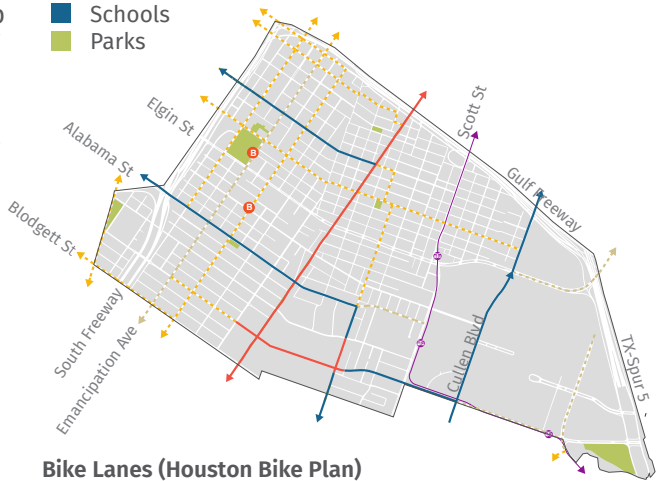 Schools
Parks
Elgin St
Scott St
Alabama St
Gulf Freeway
B
B
Blodgett St
South Freeway
Emancipation Ave
Cullen Blvd
TX-Spur 5
Bike Lanes (Houston Bike Plan)